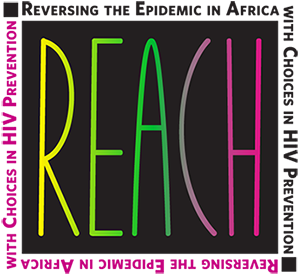 REVERSING THE EPIDEMIC IN AFRICA
WITH CHOICES IN HIV PREVENTION
REVERSING THE EPIDEMIC IN AFRICA
WITH CHOICES IN HIV PREVENTION
REACH